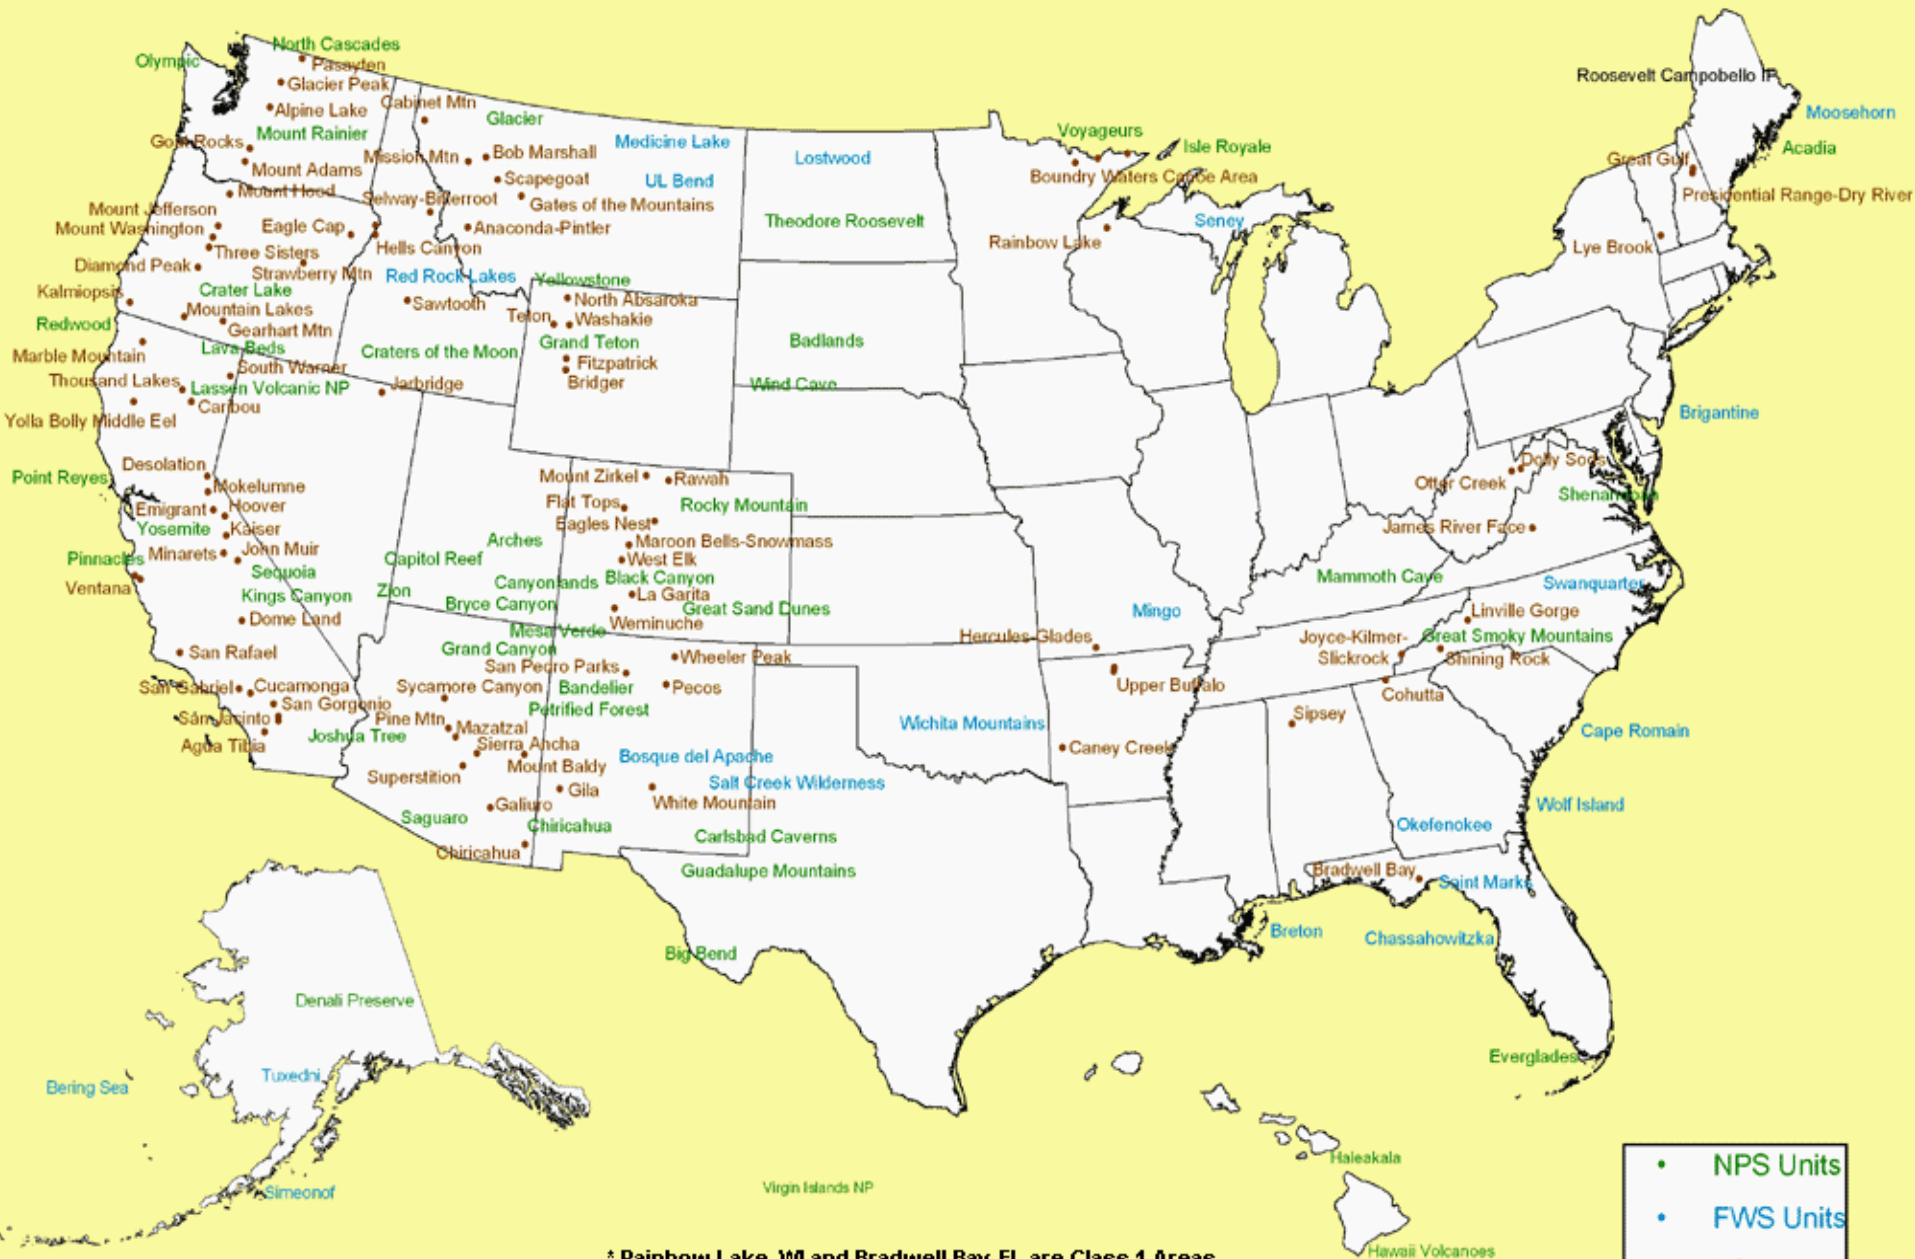 North Cascades
Olympic
Pasayten
Glacier Peak
Alpine Lake
Cabinet Mtn
Glacier
Mount Rainier
Goat Rocks
Mission Mtn
Bob Marshall
Medicine Lake
Mount Adams
Scapegoat
UL Bend
Mount Hood
Selway-Bitterroot
Gates of the Mountains
Mount Jefferson
Mount Washington
Eagle Cap
Anaconda-Pintler
Three Sisters
Hells Canyon
Diamond Peak
Strawberry Mtn
Red Rock Lakes
Yellowstone
Kalmiopsis
Crater Lake
Sawtooth
North Absaroka
Mountain Lakes
Teton
Washakie
Redwood
Gearhart Mtn
Lava Beds
Craters of the Moon
Grand Teton
Marble Mountain
South Warner
Fitzpatrick
Thousand Lakes
Lassen Volcanic NP
Jarbridge
Bridger
Caribou
Yolla Bolly Middle Eel
Lostwood
Theodore Roosevelt
Badlands
Wind Cave
Voyageurs
Isle Royale
Boundry Waters Canoe Area
Seney
Rainbow Lake
Roosevelt Campobello IP
Moosehorn
Acadia
Great Gulf
Presidential Range-Dry River
Lye Brook
Brigantine
Desolation
Point Reyes
Mokelumne
Emigrant
Hoover
Yosemite
Kaiser
Pinnacles
Minarets
John Muir
Ventana
Sequoia
Kings Canyon
Dome Land
San Rafael
San Gabriel
Cucamonga
San Gorgonio
San Jacinto
Agua Tibia
Joshua Tree
Mount Zirkel
Rawah
Flat Tops
Rocky Mountain
Eagles Nest
Arches
Maroon Bells-Snowmass
Capitol Reef
West Elk
Canyonlands
Black Canyon
Zion
La Garita
Bryce Canyon
Great Sand Dunes
Weminuche
Mesa Verde
Grand Canyon
San Pedro Parks
Wheeler Peak
Sycamore Canyon
Bandelier
Pecos
Petrified Forest
Pine Mtn
Mazatzal
Sierra Ancha
Bosque del Apache
Superstition
Mount Baldy
Salt Creek Wilderness
Gila
Galiuro
White Mountain
Saguaro
Chiricahua
Carlsbad Caverns
Chiricahua
Guadalupe Mountains
Big Bend
Mingo
Hercules-Glades
Upper Buffalo
Wichita Mountains
Caney Creek
Dolly Sods
Otter Creek
Shenandoah
James River Face
Mammoth Cave
Swanquarter
Linville Gorge
Joyce-Kilmer-
Slickrock
Great Smoky Mountains
Shining Rock
Cohutta
Sipsey
Cape Romain
Wolf Island
Okefenokee
Bradwell Bay
Saint Marks
Breton
Chassahowitzka
Everglades
Denali Preserve
Bering Sea
Tuxedni
Simeonof
Virgin Islands NP
Haleakala
Hawaii Volcanoes
NPS Units
FWS Units
* Rainbow Lake, WI and Bradwell Bay, FL are Class 1 Areas